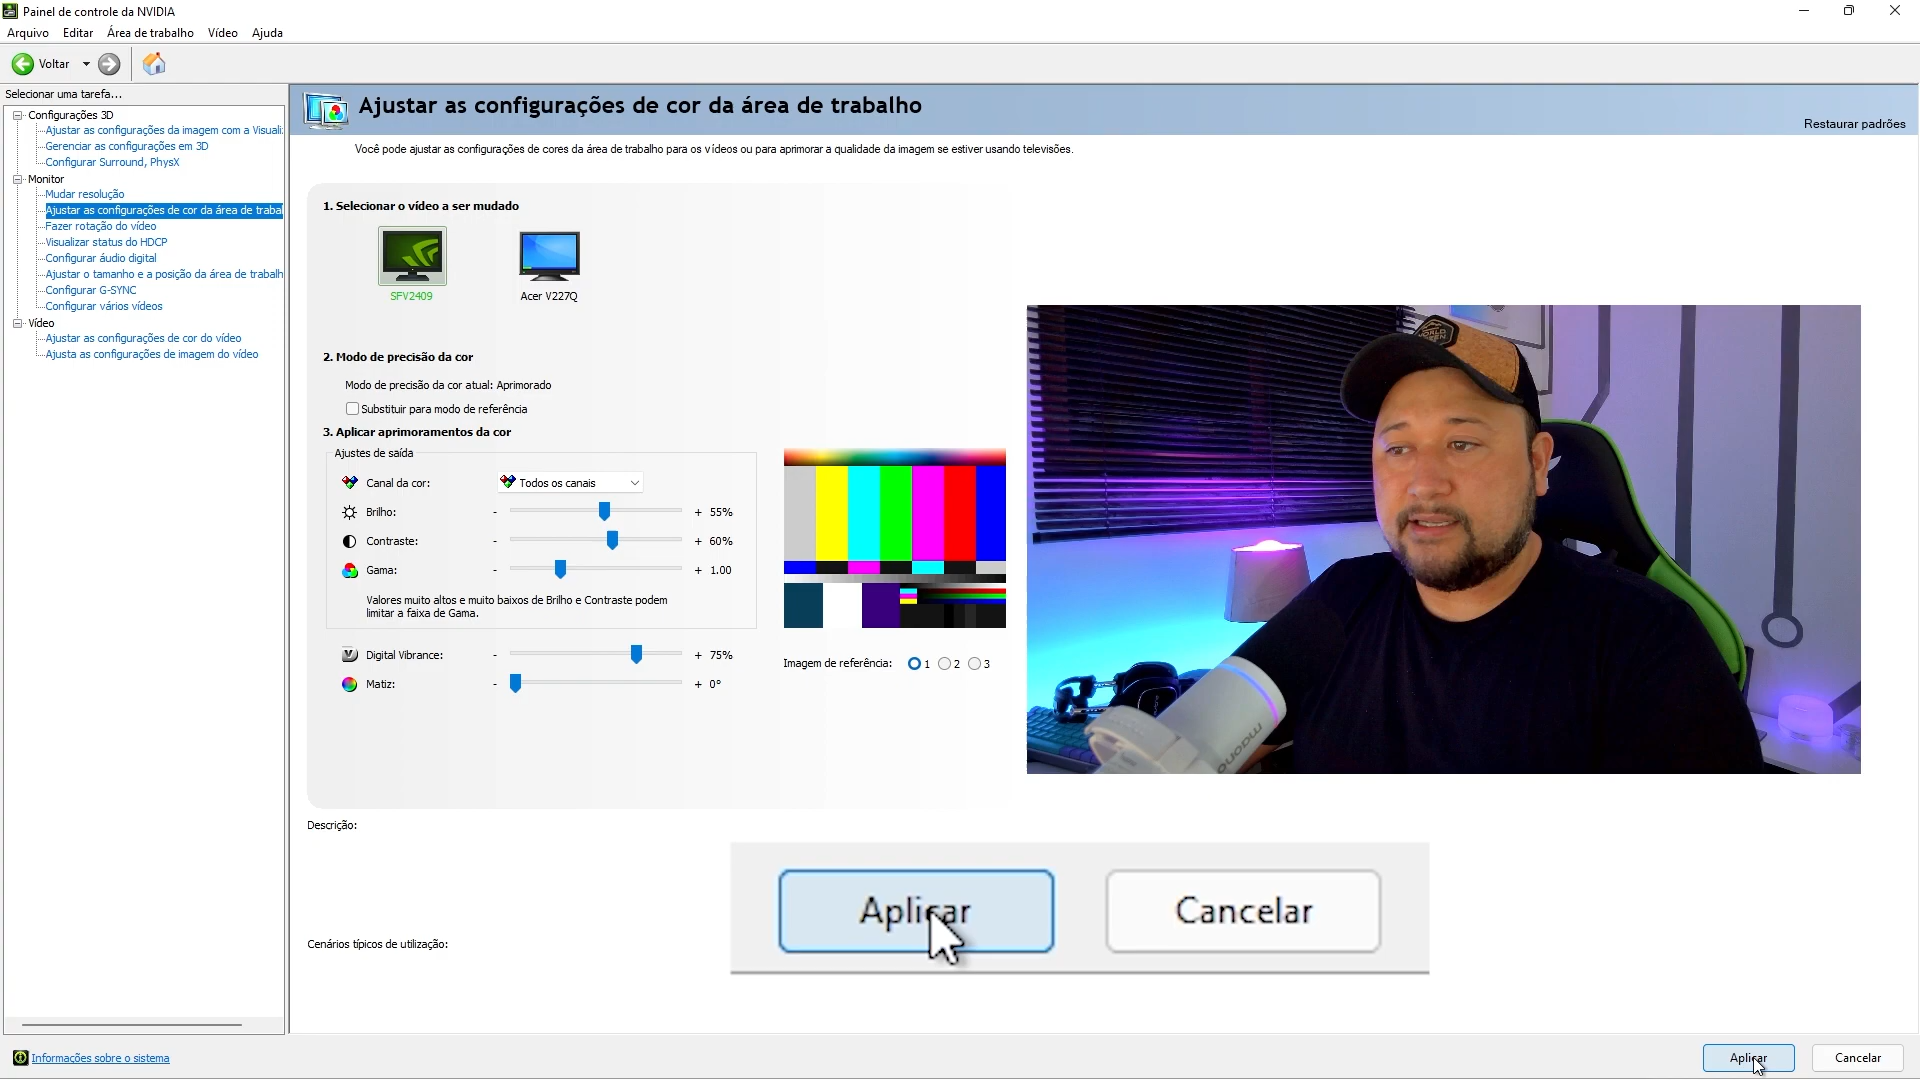 Painel de controle da NVIDIA
Arquivo Editar Área de trabalho Vídeo Ajuda
Voltar
Selecionar uma tarefa...
Configurações 3D
Ajustar as configurações da imagem com a Visuali
Gerenciar as configurações em 3D
Configurar Surround, PhysX
Monitor
Mudar resolução
Ajustar as configurações de cor da área de trabal
Fazer rotação do vídeo
Visualizar status do HDCP
Configurar áudio digital
Ajustar o tamanho e a posição da área de trabalh
Configurar G-SYNC
Configurar vários vídeos
Vídeo
Ajustar as configurações de cor do vídeo
Ajusta as configurações de imagem do vídeo
Informações sobre o sistema
Ajustar as configurações de cor da área de trabalho
Restaurar padrões
Você pode ajustar as configurações de cores da área de trabalho para os vídeos ou para aprimorar a qualidade da imagem se estiver usando televisões.
1. Selecionar o vídeo a ser mudado
SFV2409
Acer V227Q
2. Modo de precisão da cor
Modo de precisão da cor atual: Aprimorado
Substituir para modo de referência
3. Aplicar aprimoramentos da cor
Ajustes de saída
Canal da cor: Todos os canais
Brilho: - + 55%
Contraste: - + 60%
Gama: - + 1.00
Valores muito altos e muito baixos de Brilho e Contraste podem
limitar a faixa de Gama.
Digital Vibrance: - + 75%
Matiz: - + 0°
Imagem de referência: 1 2 3
maono
Descrição:
Aplicar Cancelar
Cenários típicos de utilização:
Aplicar Cancelar